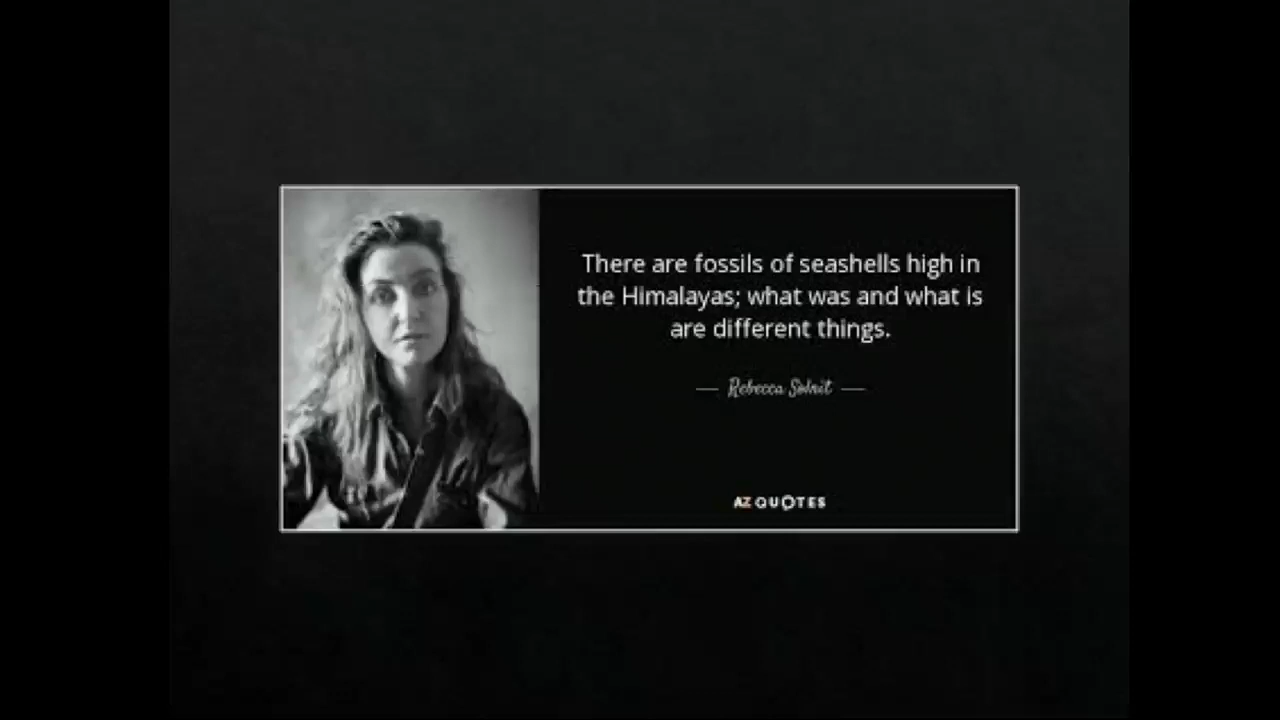 There are fossils of seashells high in
the Himalayas; what was and what is
are different things.
— Rebecca Solnit —
AZ QUOTES